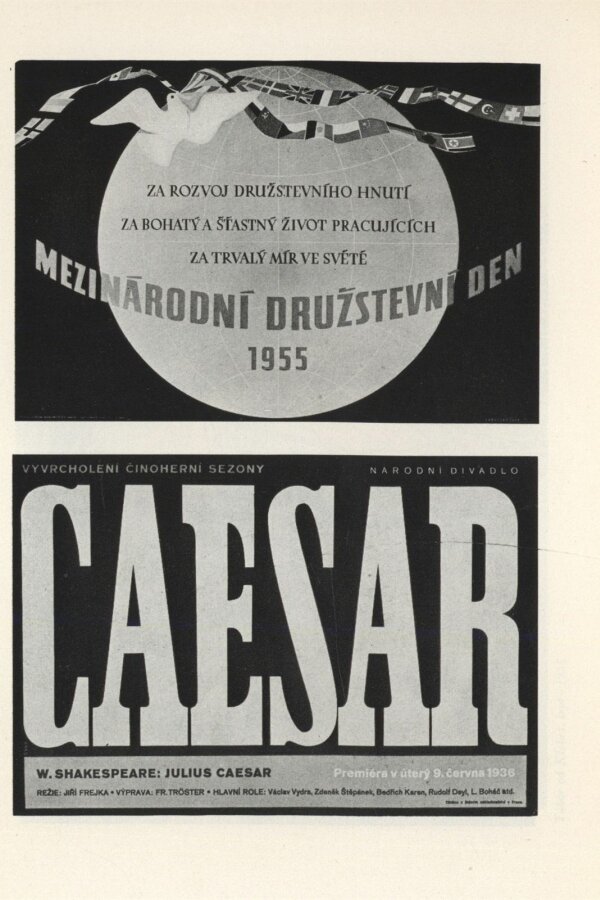 ZA ROZVOJ DRUŽSTEVNÍHO HNUTÍ
ZA BOHATÝ A ŠŤASTNÝ ŽIVOT PRACUJÍCÍCH
ZA TRVALÝ MÍR VE SVĚTĚ
MEZINÁRODNÍ DRUŽSTEVNÍ DEN
1955
VYVRCHOLENÍ ČINOHERNÍ SEZONY
NÁRODNÍ DIVADLO
CAESAR
W. SHAKESPEARE: JULIUS CAESAR
Premiéra v úterý 9. června 1936
REŽIE: JIŘÍ FREJKA • VÝPRAVA: FR. TRÖSTER • HLAVNÍ ROLE: Václav Vydra, Zdeněk Štěpánek, Bedřich Karen, Rudolf Deyl, L. Boháč atd.